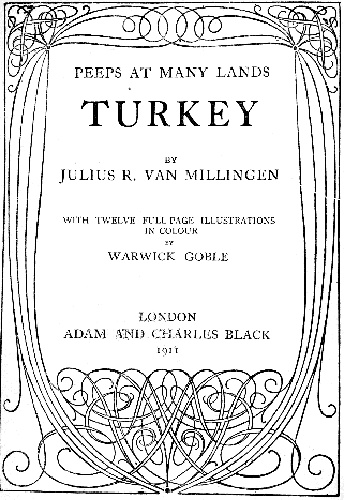 PEEPS AT MANY LANDS
TURKEY
BY
JULIUS R. VAN MILLINGEN
WITH TWELVE FULL-PAGE ILLUSTRATIONS
IN COLOUR
BY
WARWICK GOBLE
LONDON
ADAM AND CHARLES BLACK
1911